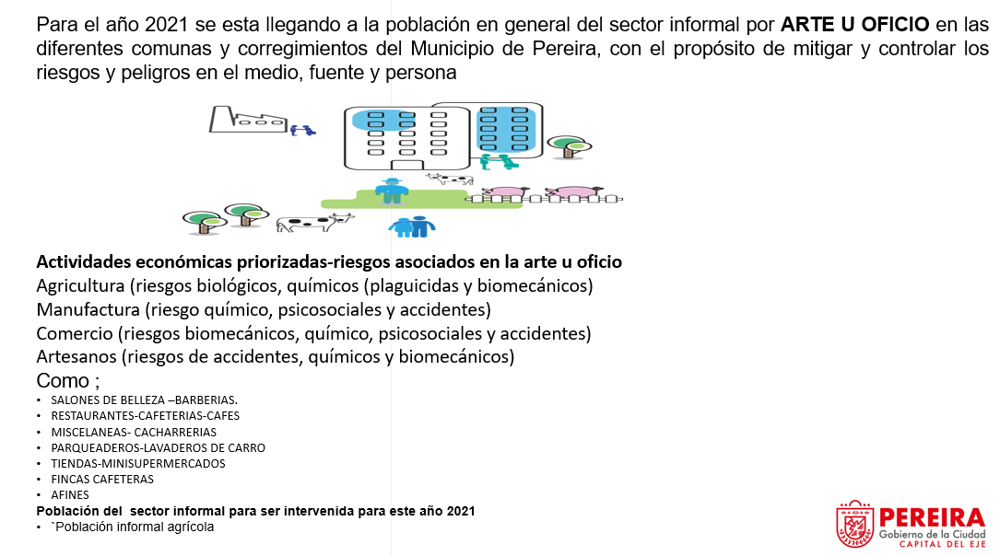 Para el año 2021 se esta llegando a la población en general del sector informal por ARTE U OFICIO en las
diferentes comunas y corregimientos del Municipio de Pereira, con el propósito de mitigar y controlar los
riesgos y peligros en el medio, fuente y persona
Actividades económicas priorizadas-riesgos asociados en la arte u oficio
Agricultura (riesgos biológicos, químicos (plaguicidas y biomecánicos)
Manufactura (riesgo químico, psicosociales y accidentes)
Comercio (riesgos biomecánicos, químico, psicosociales y accidentes)
Artesanos (riesgos de accidentes, químicos y biomecánicos)
Como ;
• SALONES DE BELLEZA –BARBERIAS.
• RESTAURANTES-CAFETERIAS-CAFES
• MISCELANEAS- CACHARRERIAS
• PARQUEADEROS-LAVADEROS DE CARRO
• TIENDAS-MINISUPERMERCADOS
• FINCAS CAFETERAS
• AFINES
Población del sector informal para ser intervenida para este año 2021
• `Población informal agrícola
PEREIRA
Gobierno de la Ciudad
CAPITAL DEL EJE